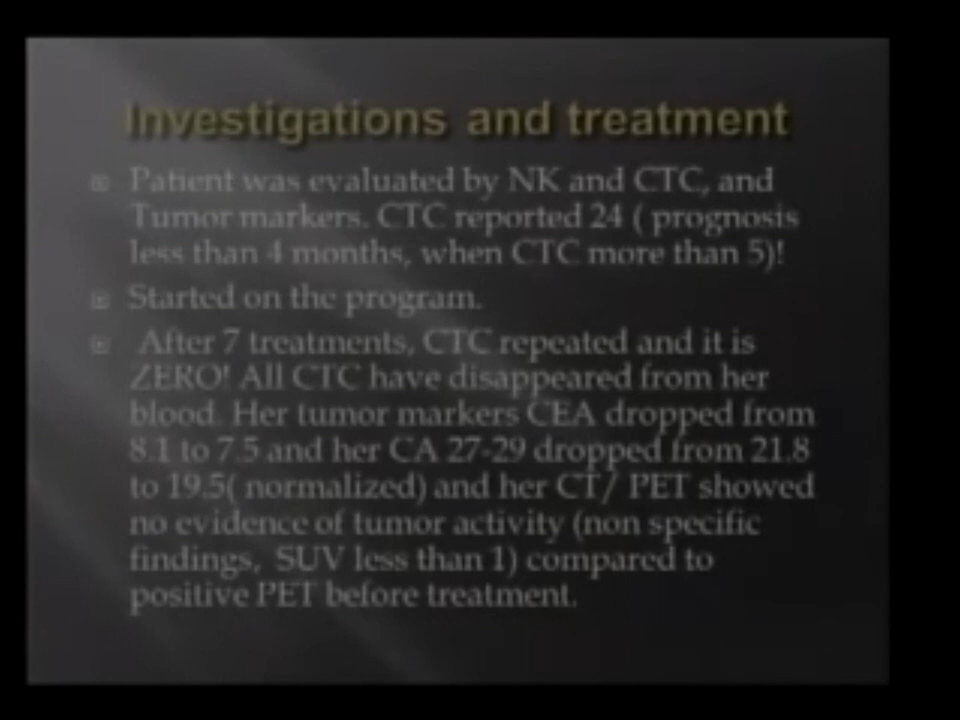 Investigations and treatment
Patient was evaluated by NK and CTC, and
Tumor markers. CTC reported 24 ( prognosis
less than 4 months, when CTC more than 5)!
Started on the program.
After 7 treatments, CTC repeated and it is
ZERO! All CTC have disappeared from her
blood. Her tumor markers CEA dropped from
8.1 to 7.5 and her CA 27-29 dropped from 21.8
to 19.5( normalized) and her CT/ PET showed
no evidence of tumor activity (non specific
findings, SUV less than 1) compared to
positive PET before treatment.